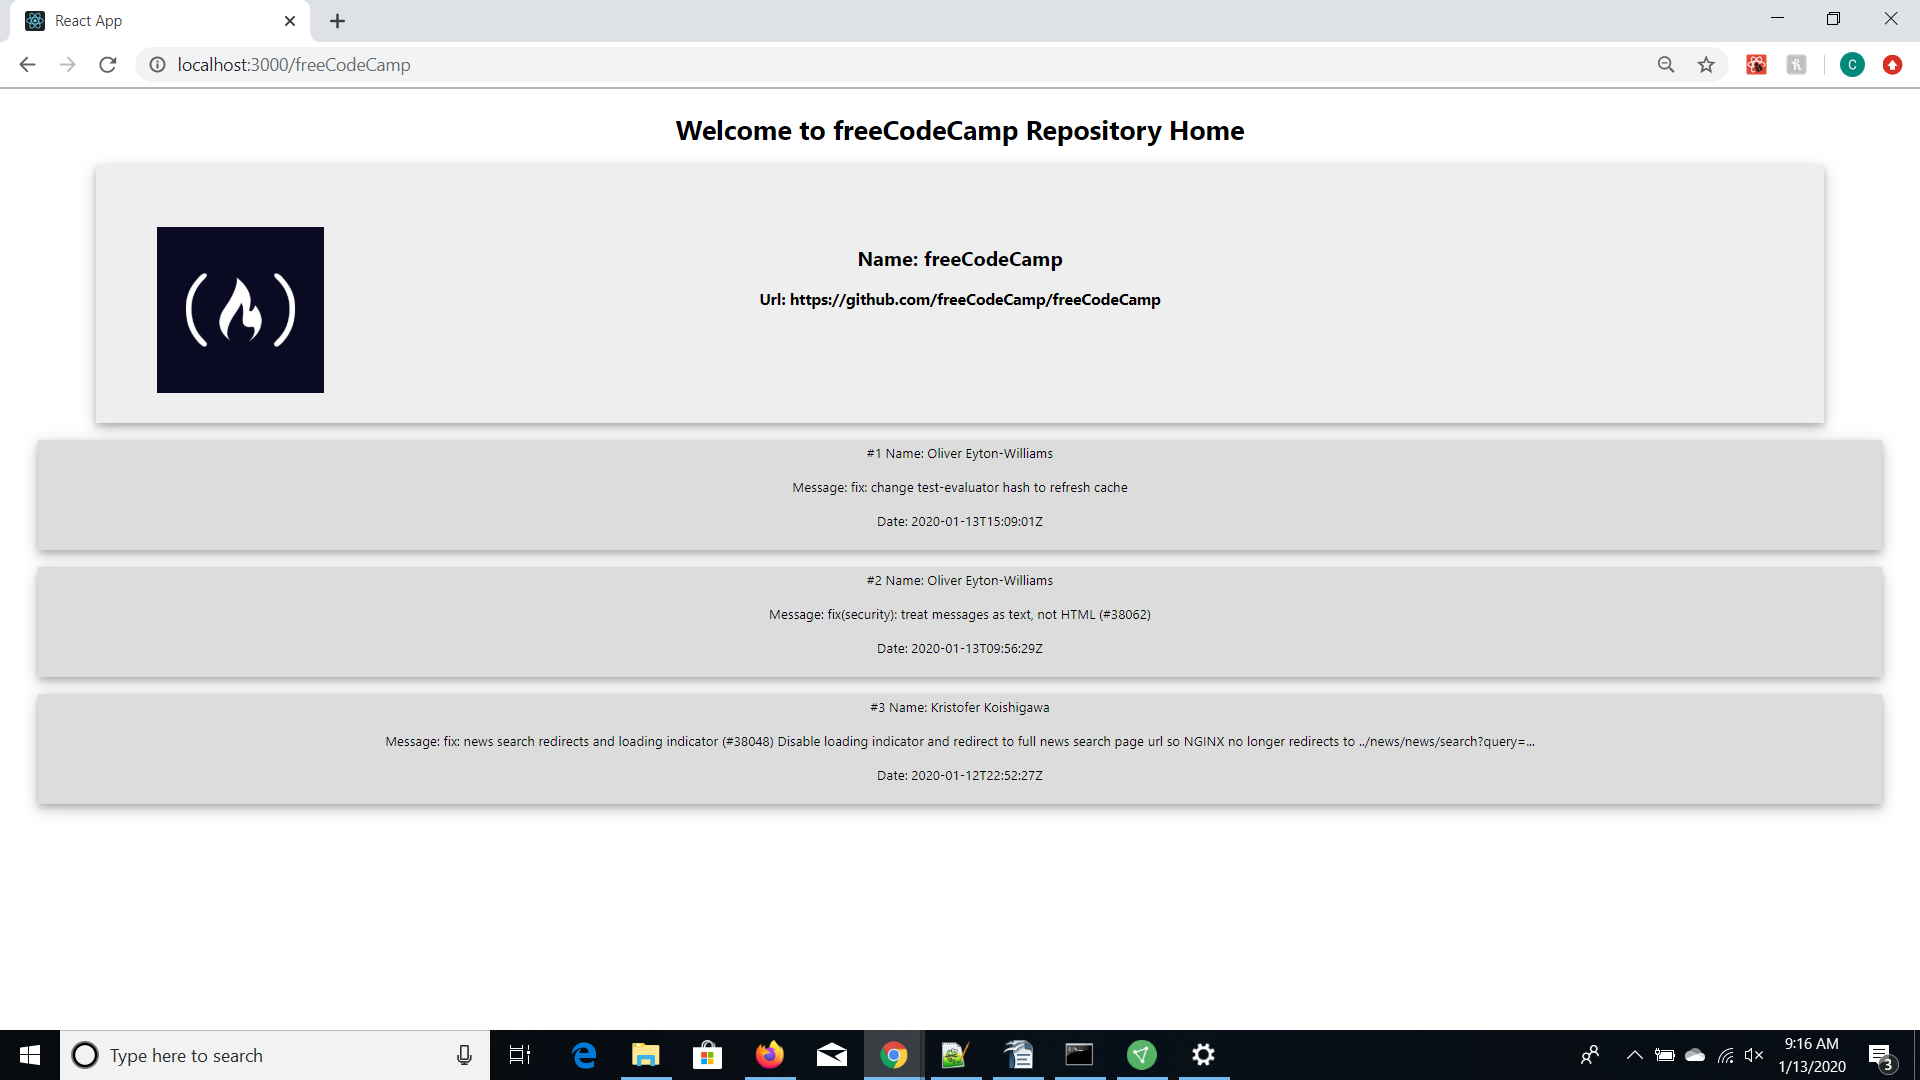 React App
localhost:3000/freeCodeCamp
C
Welcome to freeCodeCamp Repository Home
Name: freeCodeCamp
Url: https://github.com/freeCodeCamp/freeCodeCamp
#1 Name: Oliver Eyton-Williams
Message: fix: change test-evaluator hash to refresh cache
Date: 2020-01-13T15:09:01Z
#2 Name: Oliver Eyton-Williams
Message: fix(security): treat messages as text, not HTML (#38062)
Date: 2020-01-13T09:56:29Z
#3 Name: Kristofer Koishigawa
Message: fix: news search redirects and loading indicator (#38048) Disable loading indicator and redirect to full news search page url so NGINX no longer redirects to ../news/news/search?query=...
Date: 2020-01-12T22:52:27Z
Type here to search
9:16 AM
1/13/2020
3